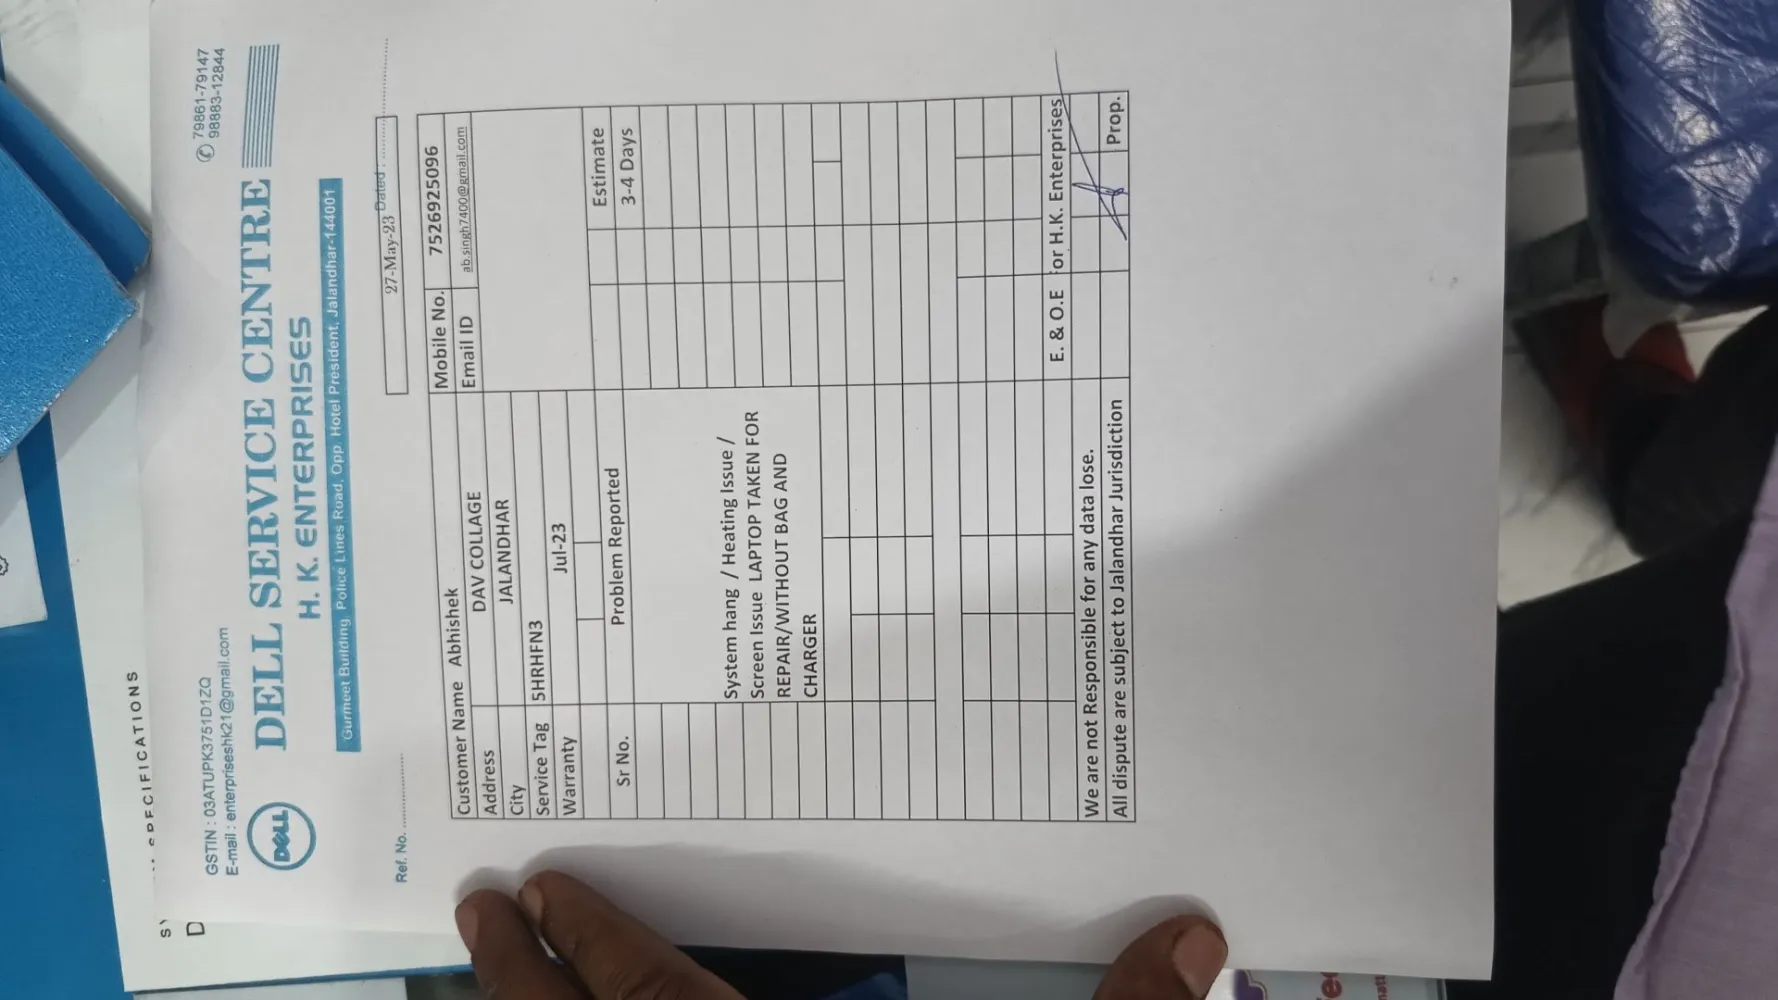 GSTIN : 03ATUPK3751D1ZQ
E-mail : enterpriseshk21@gmail.com
✆ 79861-79147
98883-12844
DELL
DELL SERVICE CENTRE
H. K. ENTERPRISES
Gurmeet Building, Police Lines Road, Opp. Hotel President, Jalandhar-144001
Ref. No. ....................
27-May-23 Dated : ....................
Customer Name Abhishek Mobile No. 7526925096
Address DAV COLLAGE Email ID ab.singh7400@gmail.com
City JALANDHAR
Service Tag 5HRHFN3
Warranty Jul-23
Sr No. Problem Reported Estimate
3-4 Days
System hang / Heating Issue /
Screen Issue LAPTOP TAKEN FOR
REPAIR/WITHOUT BAG AND
CHARGER
E. & O.E for H.K. Enterprises
We are not Responsible for any data lose.
All dispute are subject to Jalandhar Jurisdiction Prop.
SPECIFICATIONS